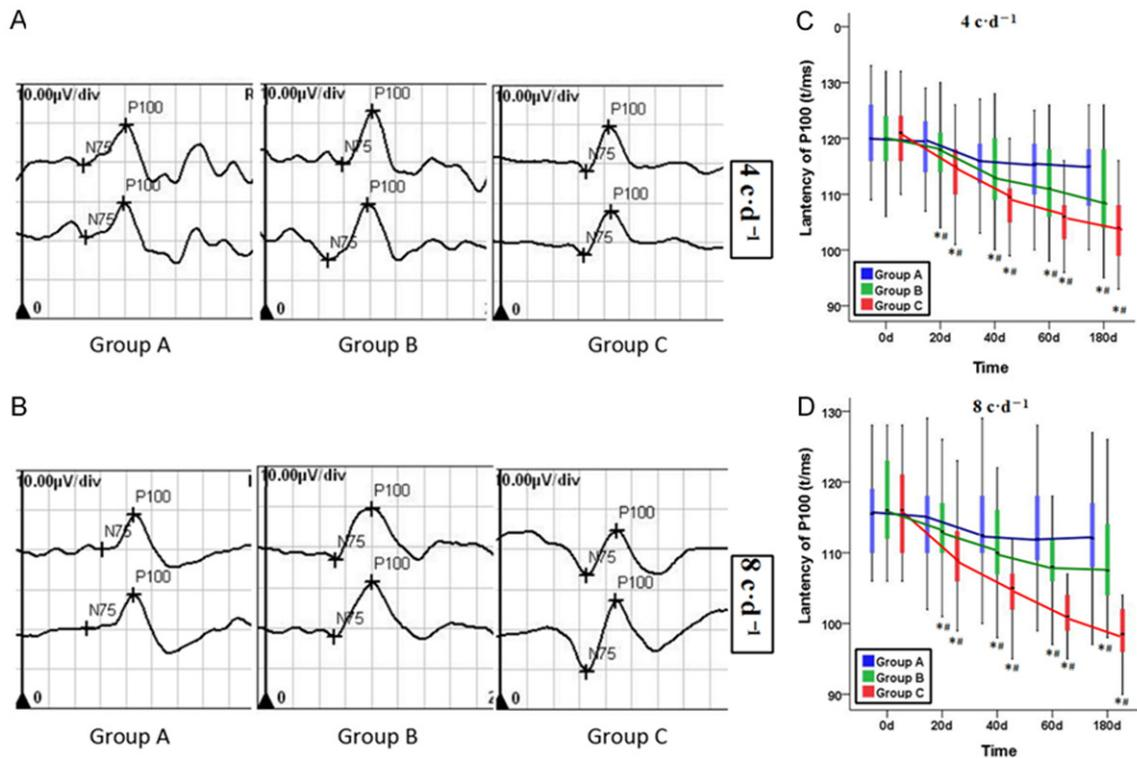 A
10.00µV/div
R
P100
N75
P100
N75
0
Group A
10.00µV/div
P100
N75
P100
N75
0
Group B
10.00µV/div
P100
N75
P100
N75
0
Group C
4 c·d⁻¹
B
10.00µV/div
P100
N75
P100
N75
0
Group A
10.00µV/div
P100
N75
P100
N75
0
Group B
10.00µV/div
P100
N75
P100
N75
0
Group C
8 c·d⁻¹
C
4 c·d⁻¹
Lantency of P100 (t/ms)
0
130
120
110
100
90
*# *# *# *# *# *# *# *#
Group A
Group B
Group C
0d 20d 40d 60d 180d
Time
D
8 c·d⁻¹
Lantency of P100 (t/ms)
130
120
110
100
90
*# *# *# *# *# *# *# *#
Group A
Group B
Group C
0d 20d 40d 60d 180d
Time